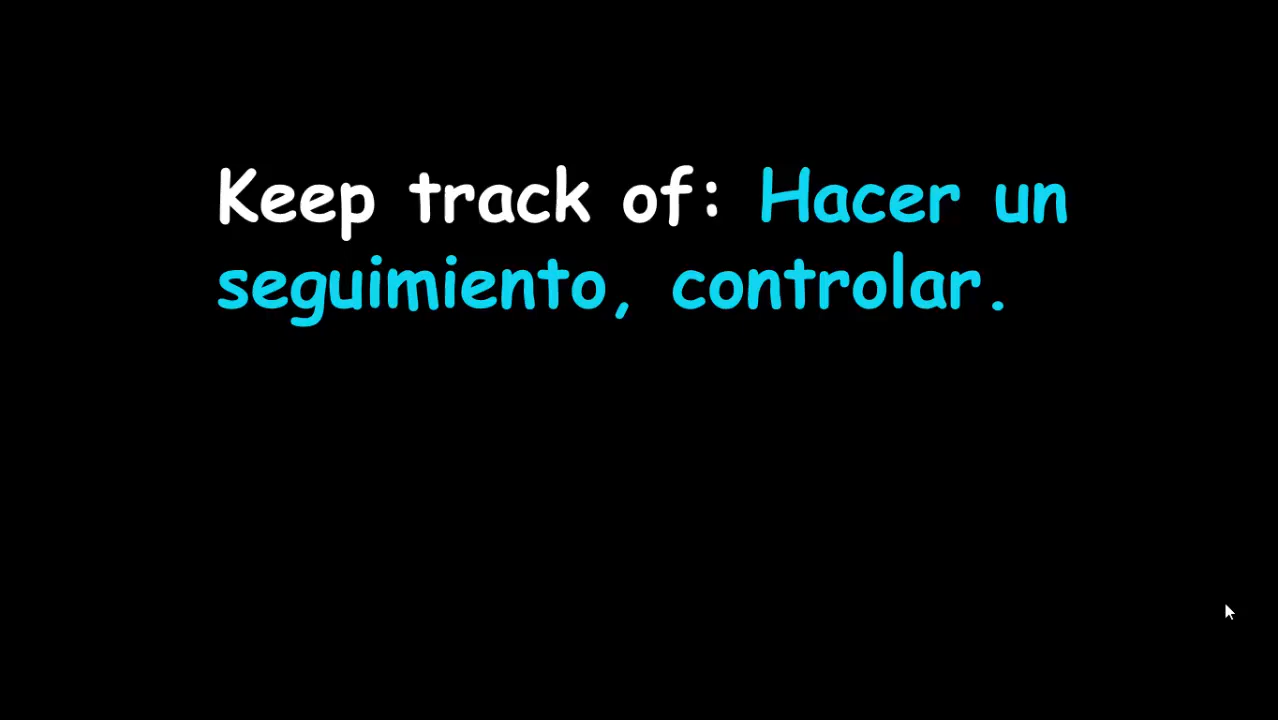 Keep track of: Hacer un
seguimiento, controlar.